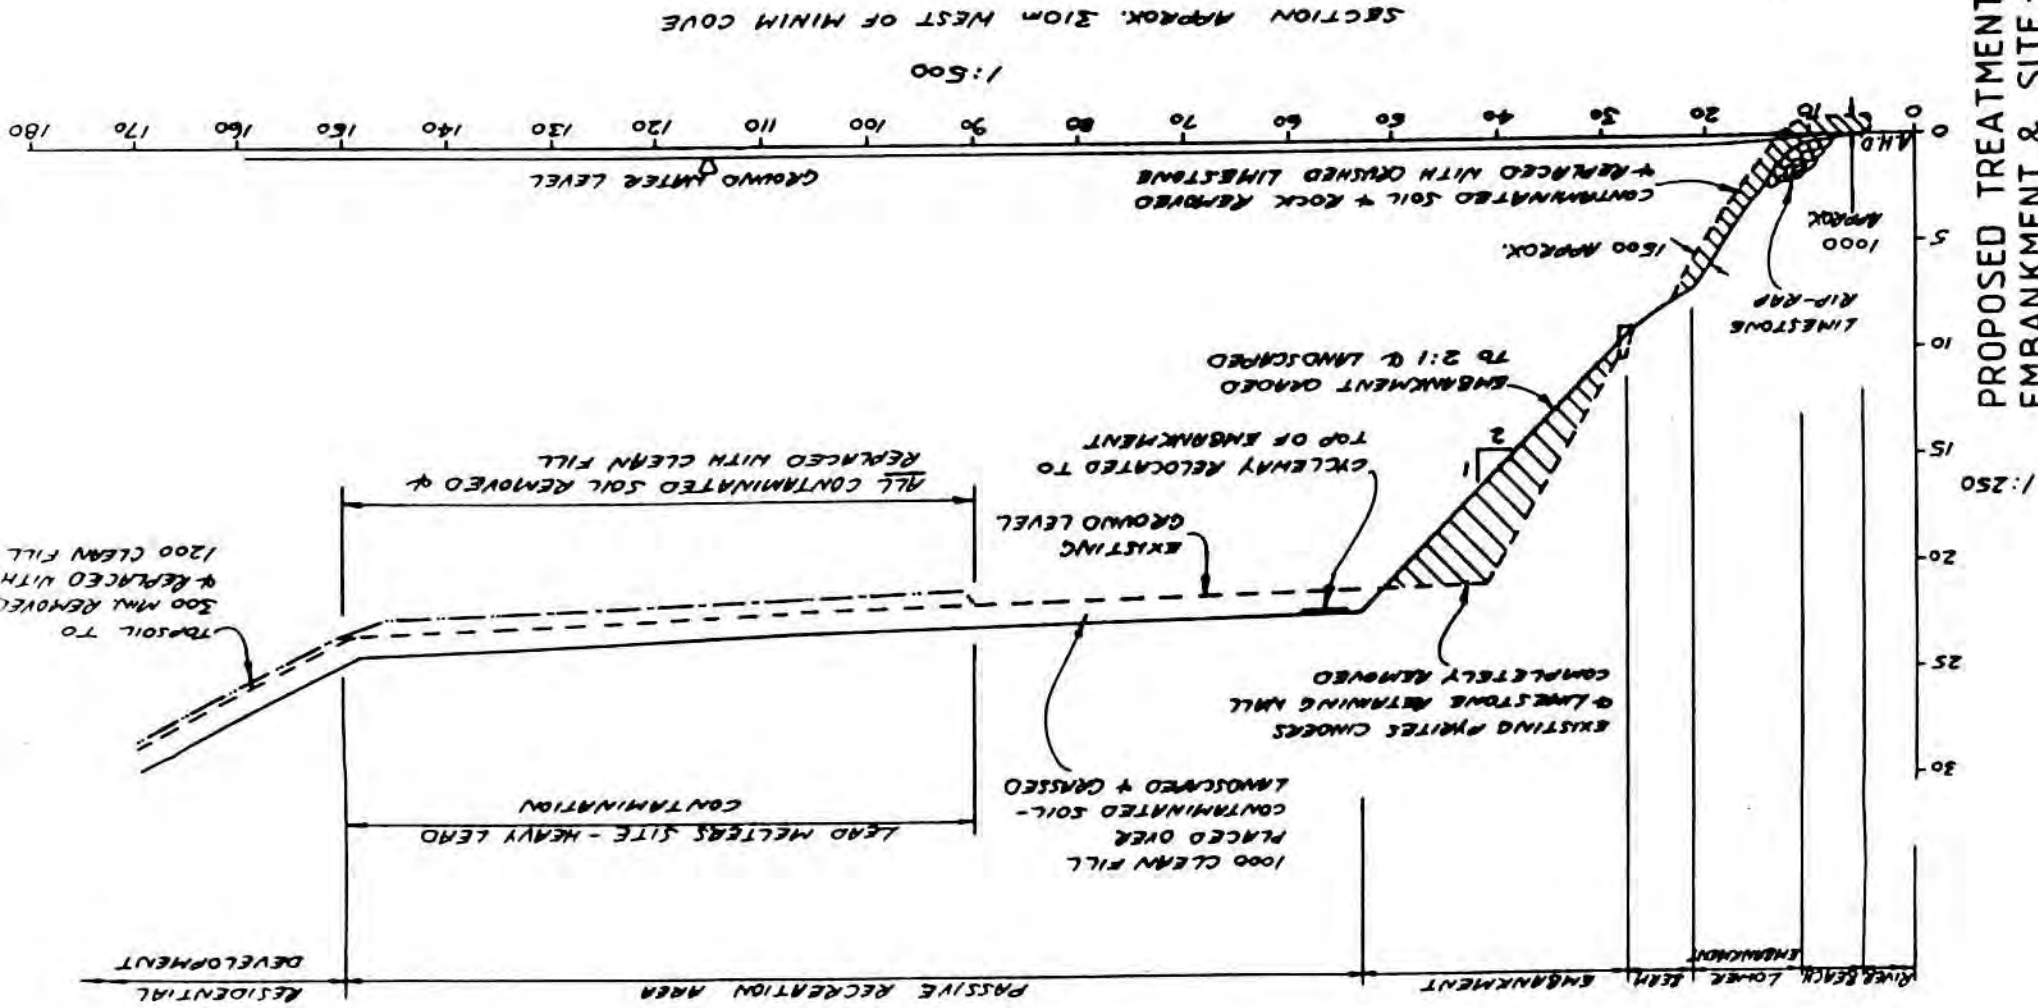 RIVER BEACH LOWER EMBANKMENT BERM EMBANKMENT PASSIVE RECREATION AREA RESIDENTIAL
DEVELOPMENT
1000 CLEAN FILL
PLACED OVER
CONTAMINATED SOIL-
LANDSCAPED & GRASSED
LEAD MELTERS SITE - HEAVY LEAD
CONTAMINATION
EXISTING PYRITES CINDERS
& LIMESTONE RETAINING WALL
COMPLETELY REMOVED
TOPSOIL TO
300 MIN. REMOVED
& REPLACED WITH
1200 CLEAN FILL
EXISTING
GROUND LEVEL
ALL CONTAMINATED SOIL REMOVED &
REPLACED WITH CLEAN FILL
CYCLEWAY RELOCATED TO
TOP OF EMBANKMENT
1
2
EMBANKMENT GRADED
TO 2:1 & LANDSCAPED
LIMESTONE
RIP-RAP
1500 APPROX.
1000
APPROX
CONTAMINATED SOIL & ROCK REMOVED
& REPLACED WITH CRUSHED LIMESTONE
GROUND WATER LEVEL
A.H.D.
30
25
20
15
10
5
0
1:250
0 10 20 30 40 50 60 70 80 90 100 110 120 130 140 150 160 170 180
1:500
SECTION APPROX. 310m WEST OF MINIM COVE
PROPOSED TREATMENT
EMBANKMENT & SITE